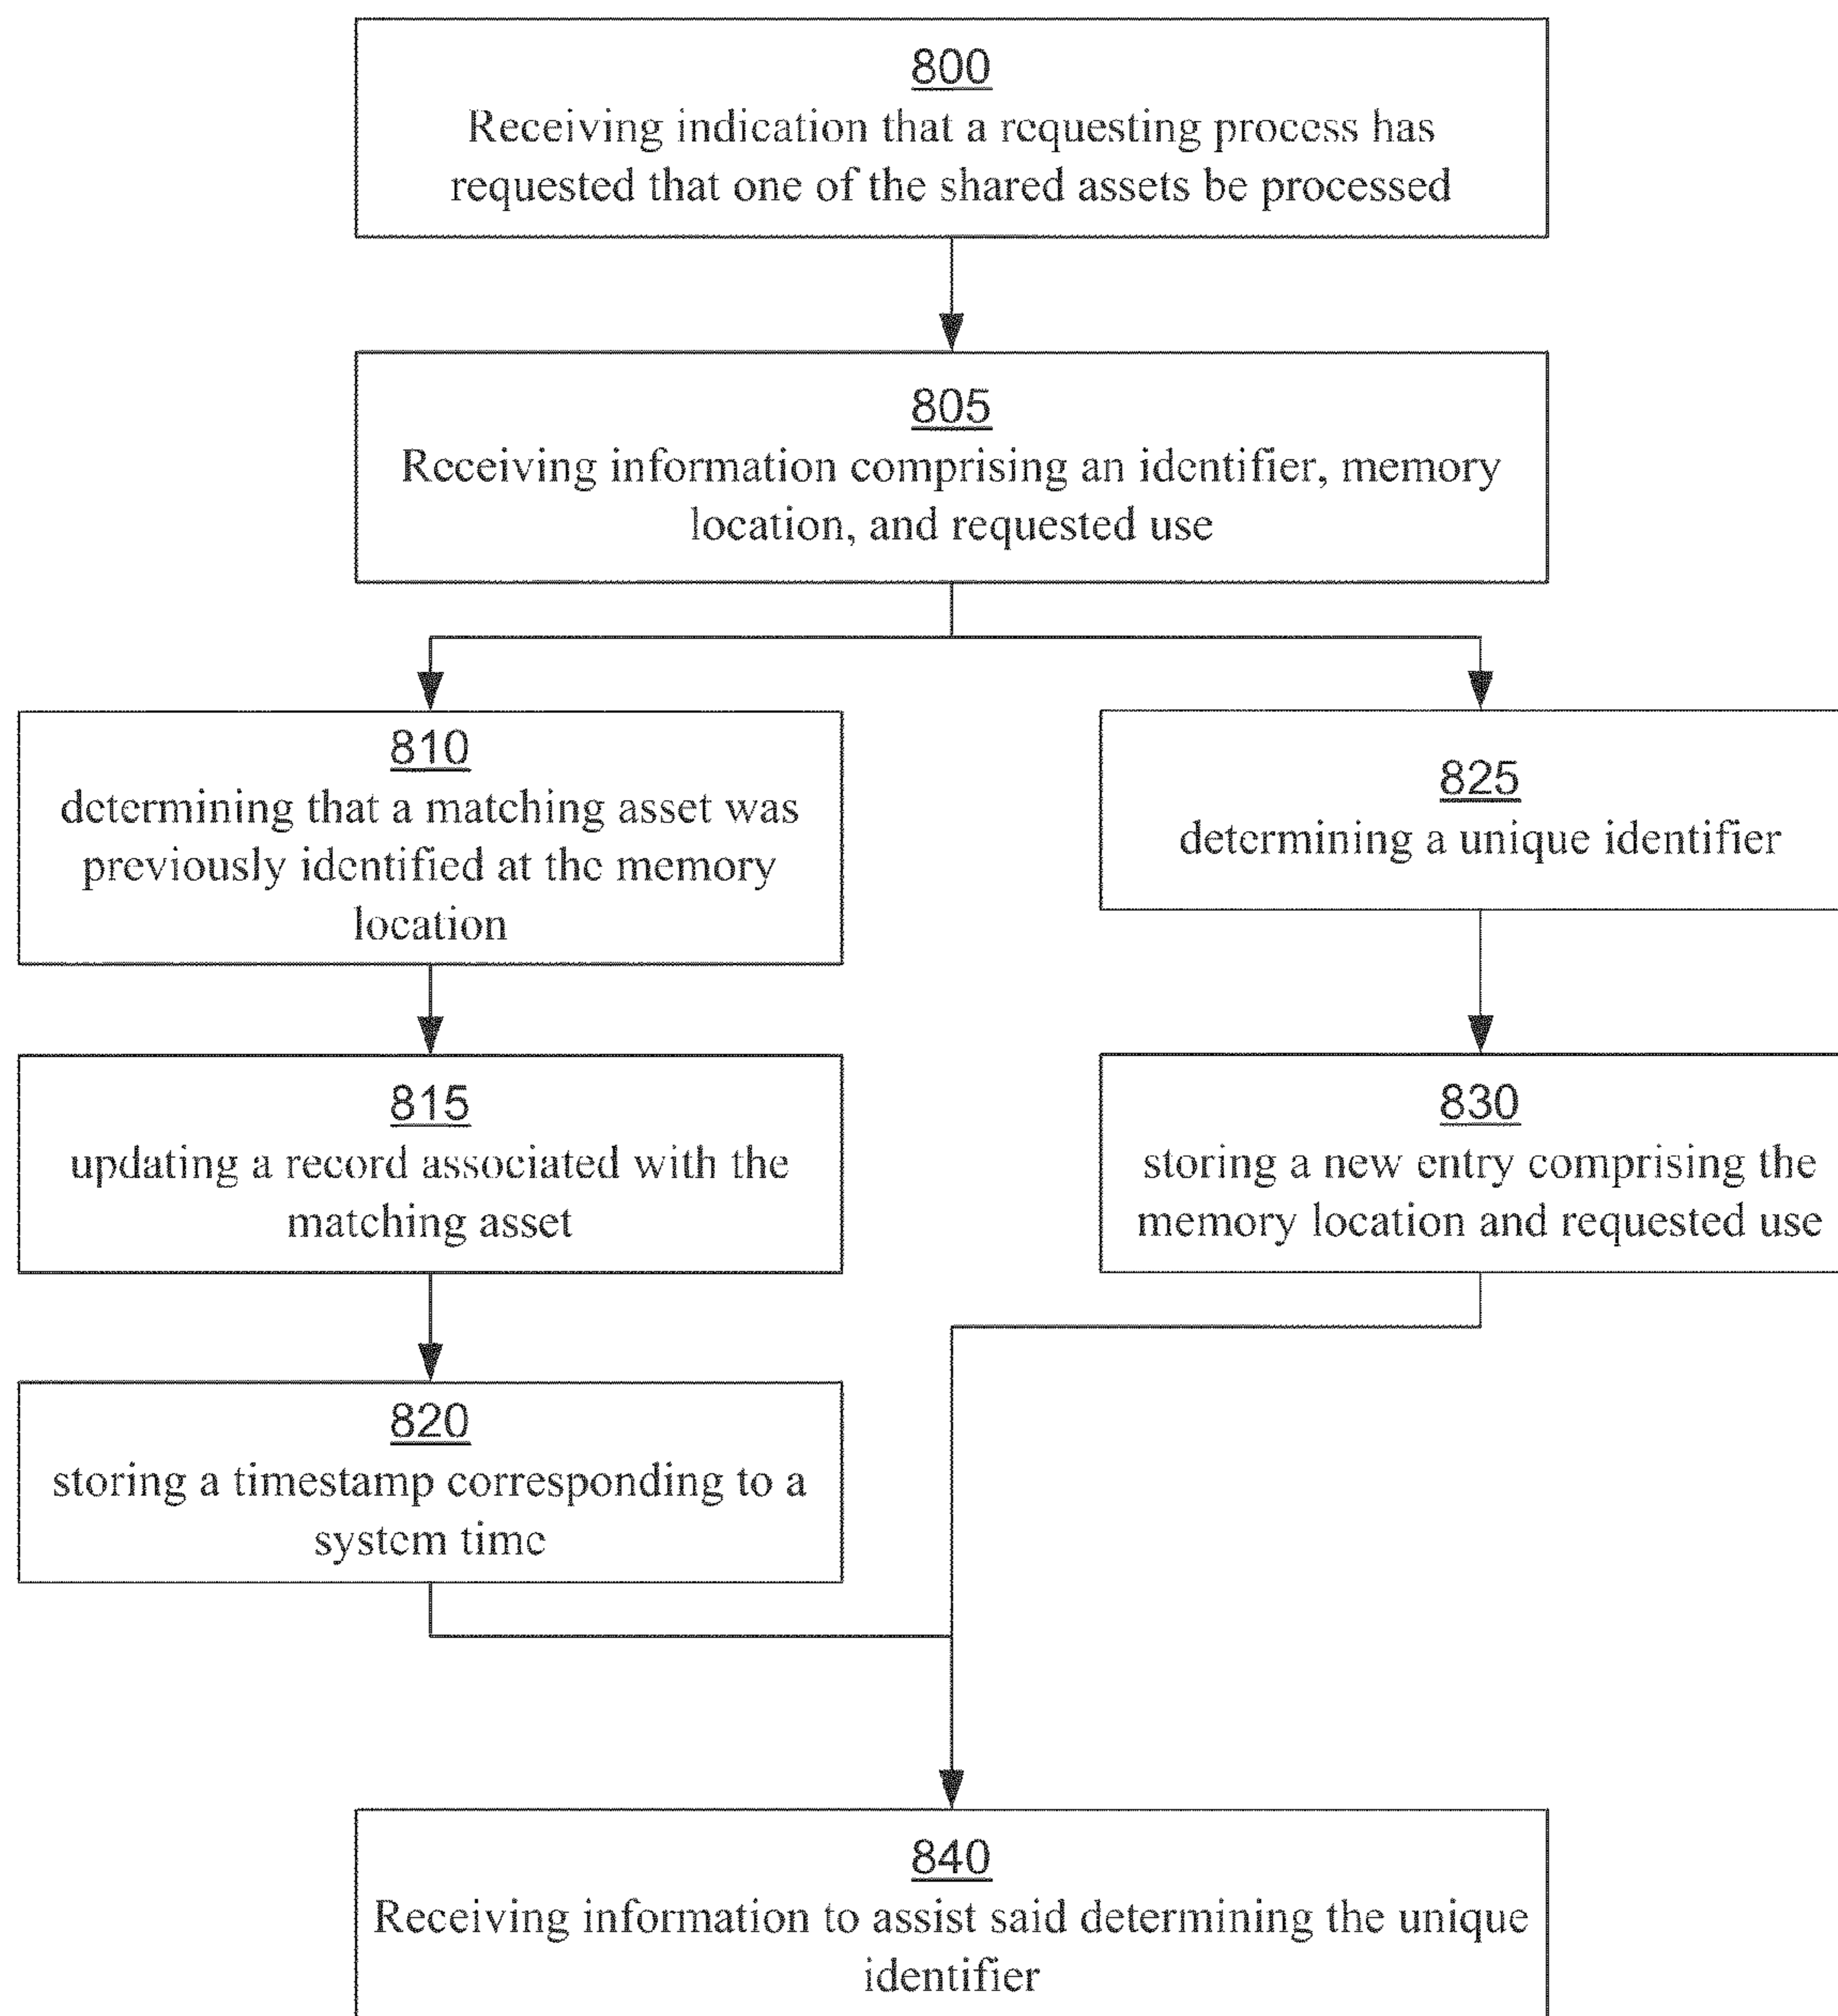 800
Receiving indication that a requesting process has
requested that one of the shared assets be processed
805
Receiving information comprising an identifier, memory
location, and requested use
810
determining that a matching asset was
previously identified at the memory
location
825
determining a unique identifier
815
updating a record associated with the
matching asset
830
storing a new entry comprising the
memory location and requested use
820
storing a timestamp corresponding to a
system time
840
Receiving information to assist said determining the unique
identifier